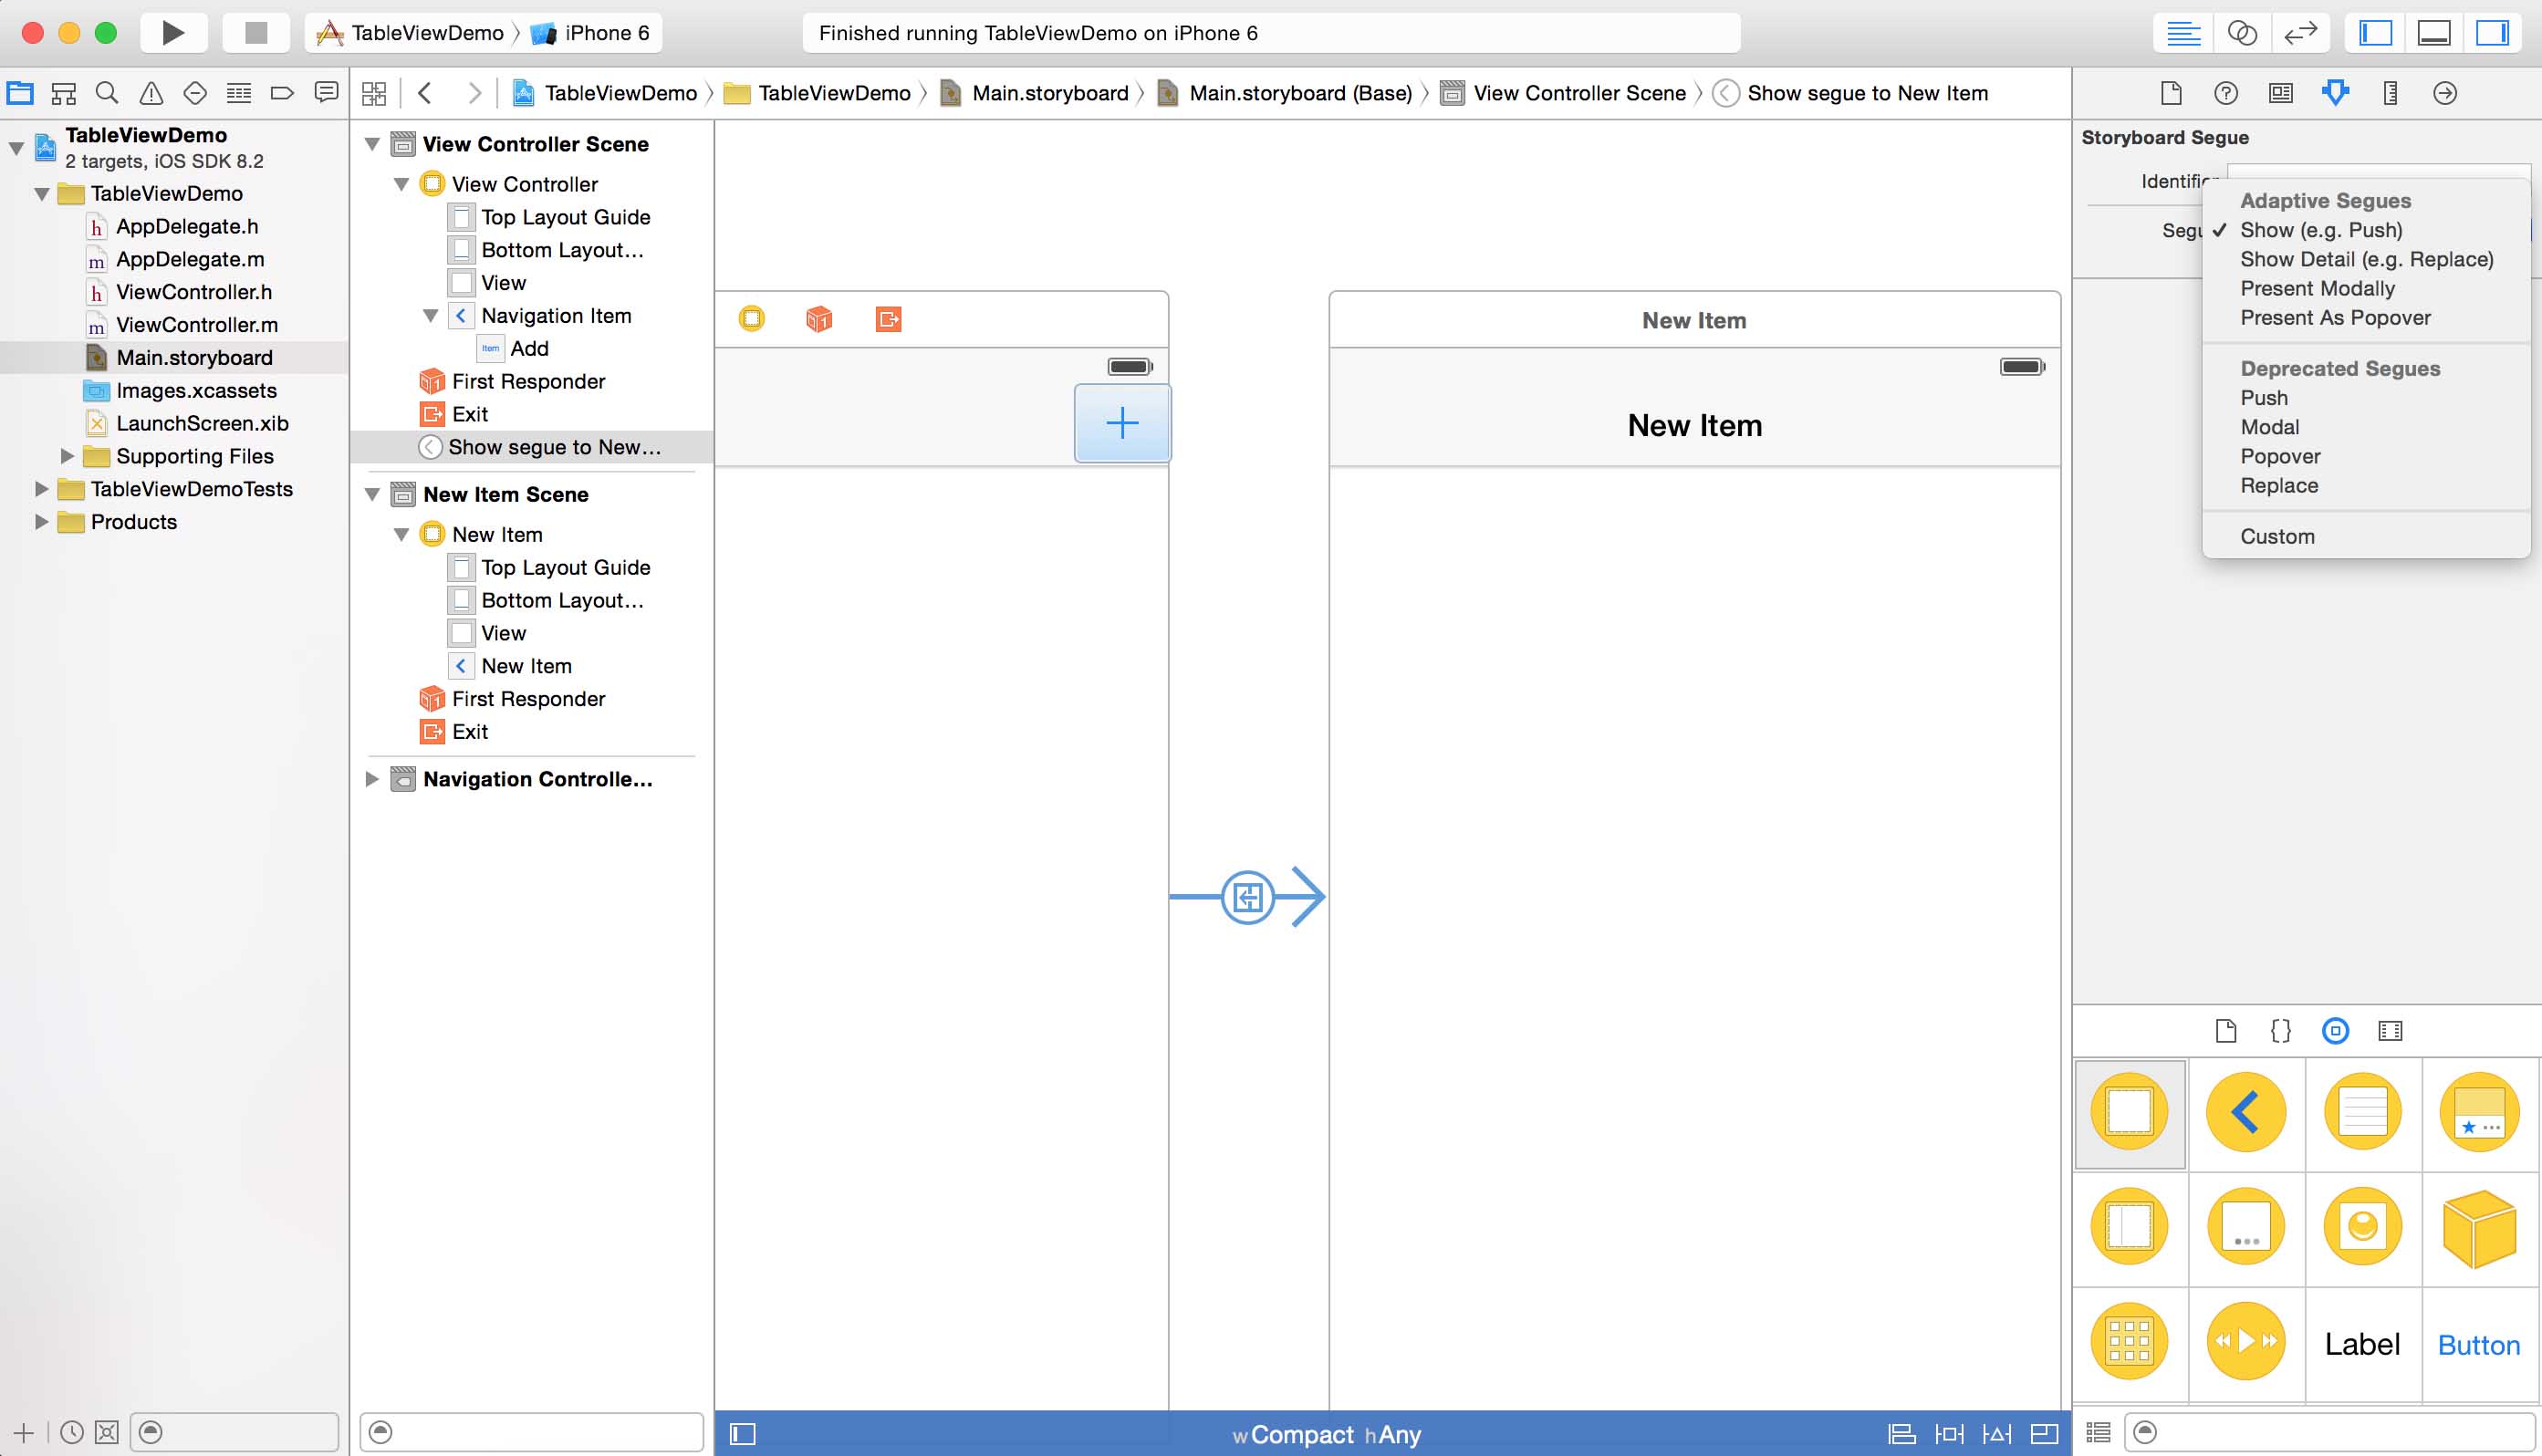 TableViewDemo
iPhone 6
Finished running TableViewDemo on iPhone 6
TableViewDemo
TableViewDemo
Main.storyboard
Main.storyboard (Base)
View Controller Scene
Show segue to New Item
TableViewDemo
2 targets, iOS SDK 8.2
TableViewDemo
h AppDelegate.h
m AppDelegate.m
h ViewController.h
m ViewController.m
Main.storyboard
Images.xcassets
LaunchScreen.xib
Supporting Files
TableViewDemoTests
Products
View Controller Scene
View Controller
Top Layout Guide
Bottom Layout...
View
Navigation Item
Item Add
First Responder
Exit
Show segue to New...
New Item Scene
New Item
Top Layout Guide
Bottom Layout...
View
New Item
First Responder
Exit
Navigation Controlle...
New Item
New Item
wCompact hAny
Storyboard Segue
Identifier
Segu
Adaptive Segues
✓ Show (e.g. Push)
Show Detail (e.g. Replace)
Present Modally
Present As Popover
Deprecated Segues
Push
Modal
Popover
Replace
Custom
Label
Button